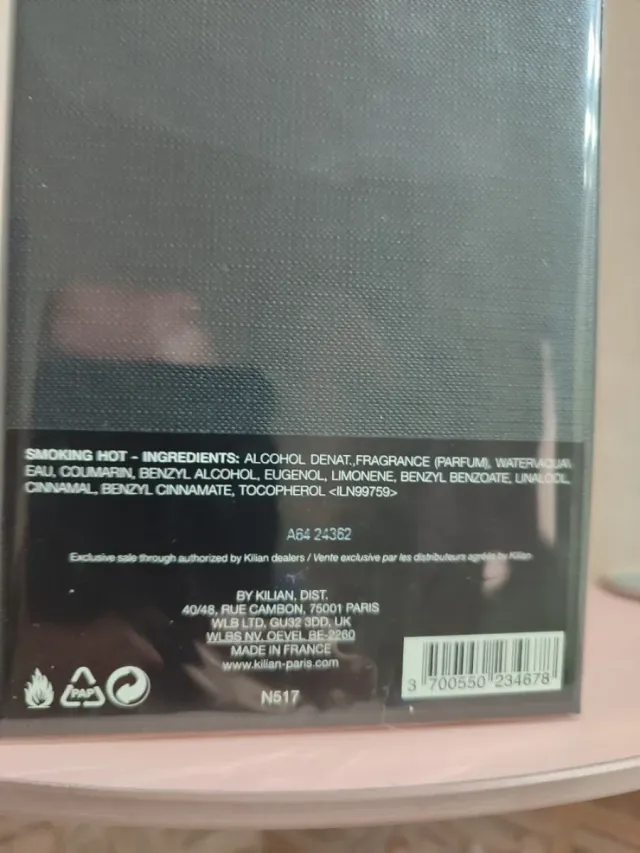 SMOKING HOT - INGREDIENTS: ALCOHOL DENAT.,FRAGRANCE (PARFUM), WATER\AQUA\
EAU, COUMARIN, BENZYL ALCOHOL, EUGENOL, LIMONENE, BENZYL BENZOATE, LINALOOL,
CINNAMAL, BENZYL CINNAMATE, TOCOPHEROL <ILN99759>
A64 24362
Exclusive sale through authorized by Kilian dealers / Vente exclusive par les distributeurs agréés by Kilian
BY KILIAN, DIST.
40/48, RUE CAMBON, 75001 PARIS
WLB LTD, GU32 3DD, UK
WLBS NV, OEVEL BE-2260
MADE IN FRANCE
www.kilian-paris.com
PAP
N517
3 700550 234678